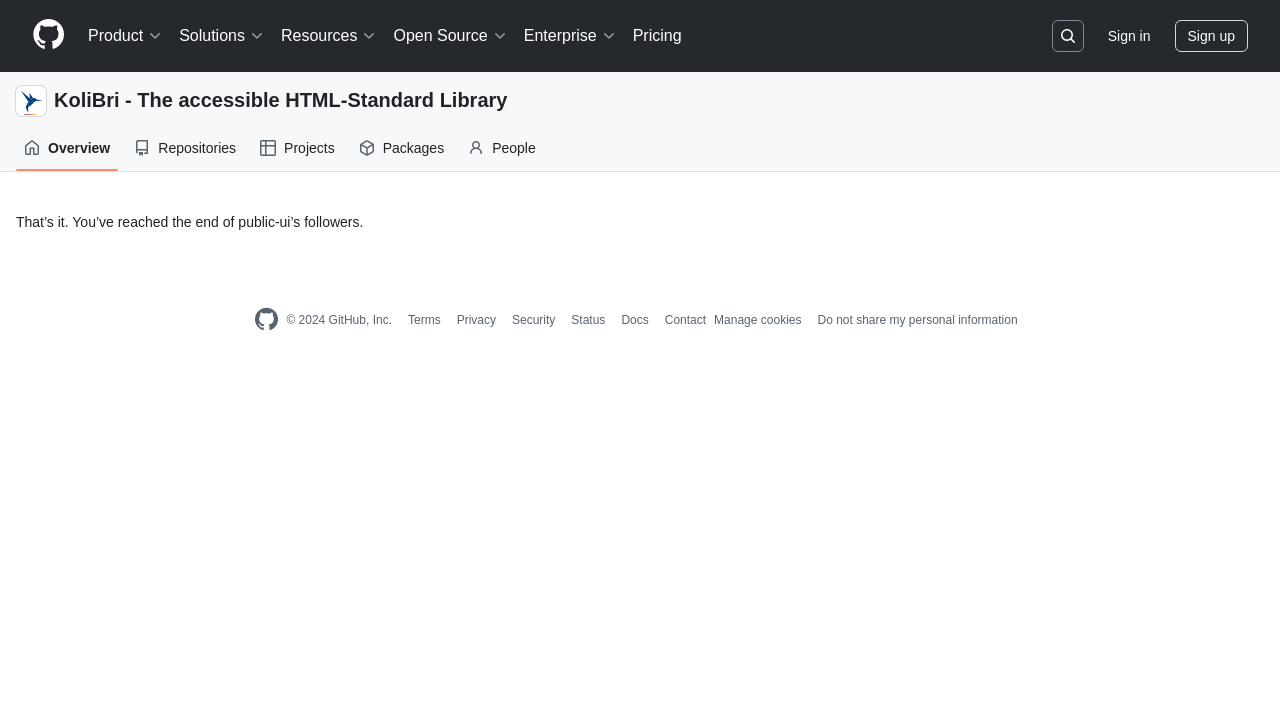 Product Solutions Resources Open Source Enterprise Pricing Sign in Sign up
KoliBri - The accessible HTML-Standard Library
Overview Repositories Projects Packages People
That’s it. You’ve reached the end of public-ui’s followers.
© 2024 GitHub, Inc. Terms Privacy Security Status Docs Contact Manage cookies Do not share my personal information